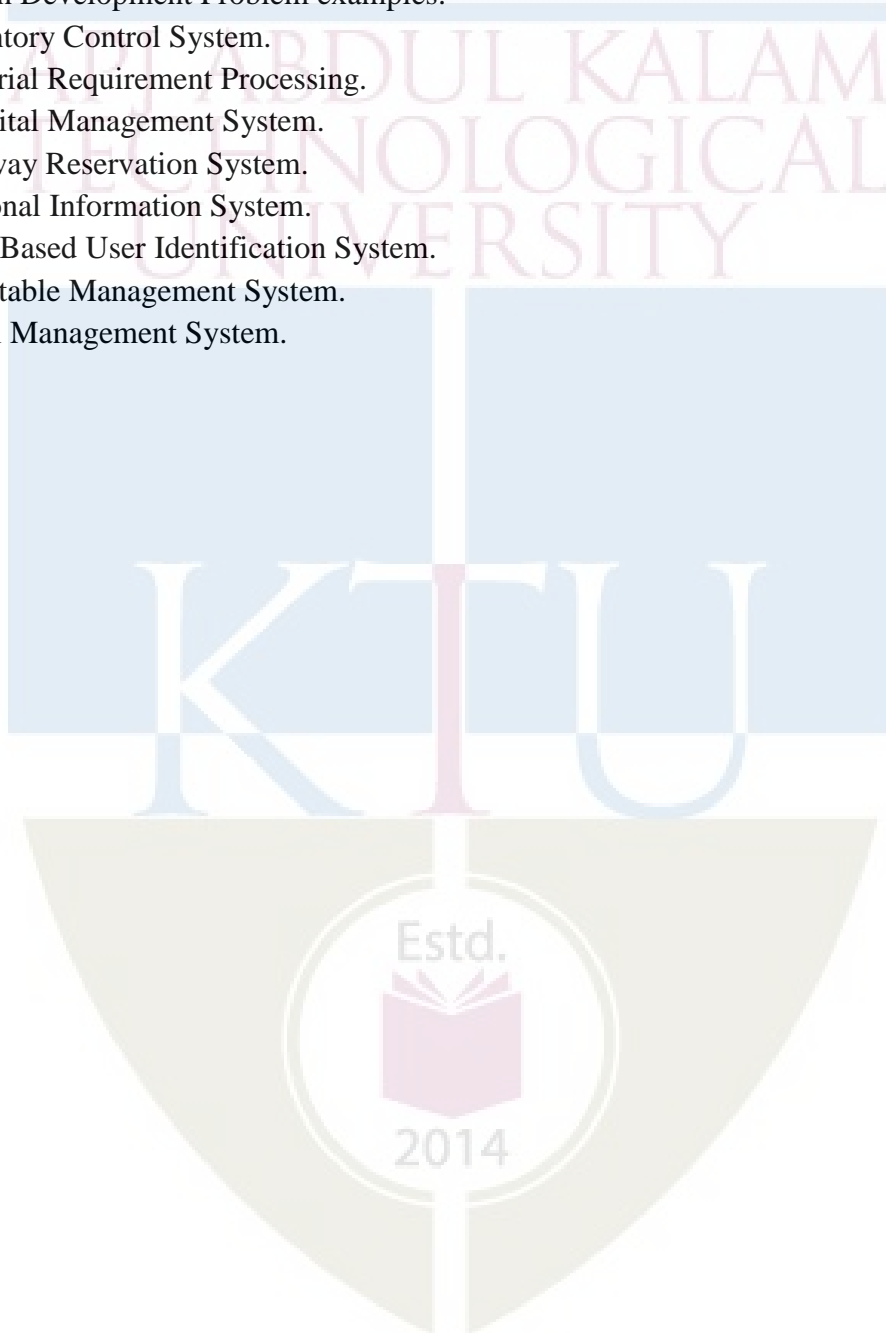 Development Problem examples.
ntory Control System.
rial Requirement Processing.
ital Management System.
way Reservation System.
onal Information System.
Based User Identification System.
table Management System.
Management System.
APJ ABDUL KALAM
TECHNOLOGICAL
UNIVERSITY
KTU
Estd.
2014